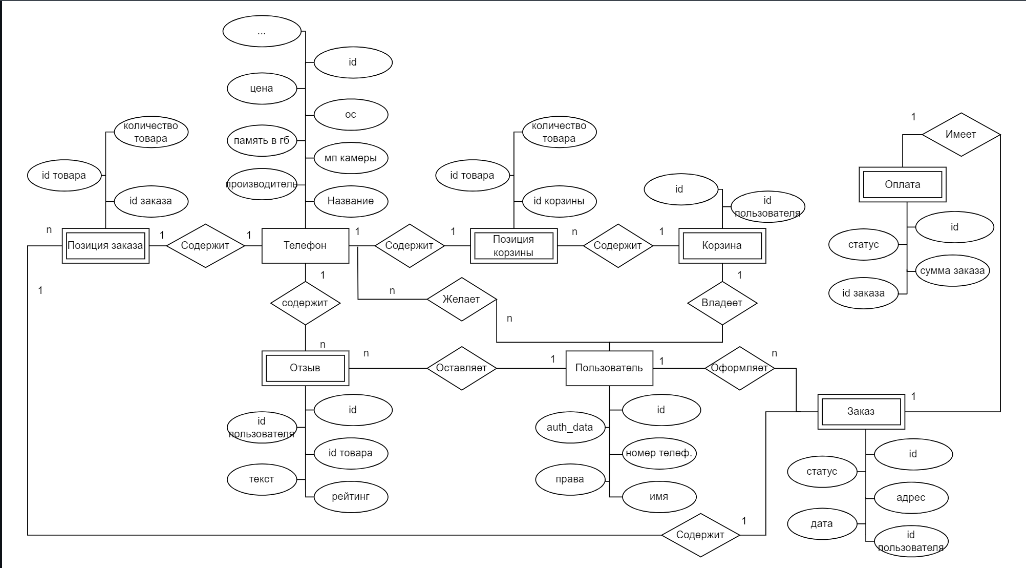 ...
id
цена
ос
память в гб
мп камеры
производитель
Название
количество
товара
id товара
id заказа
количество
товара
id товара
id корзины
id
id
пользователя
1
Имеет
Оплата
id
статус
сумма заказа
id заказа
n
Позиция заказа
1
Содержит
1
Телефон
1
Содержит
1
Позиция
корзины
n
Содержит
1
Корзина
1
1
содержит
n
n
Желает
n
1
Владеет
Отзыв
n
Оставляет
1
Пользователь
1
Оформляет
n
Заказ
1
id
id
пользователя
id товара
текст
рейтинг
id
auth_data
номер телеф.
права
имя
id
статус
адрес
дата
id
пользователя
Содержит
1